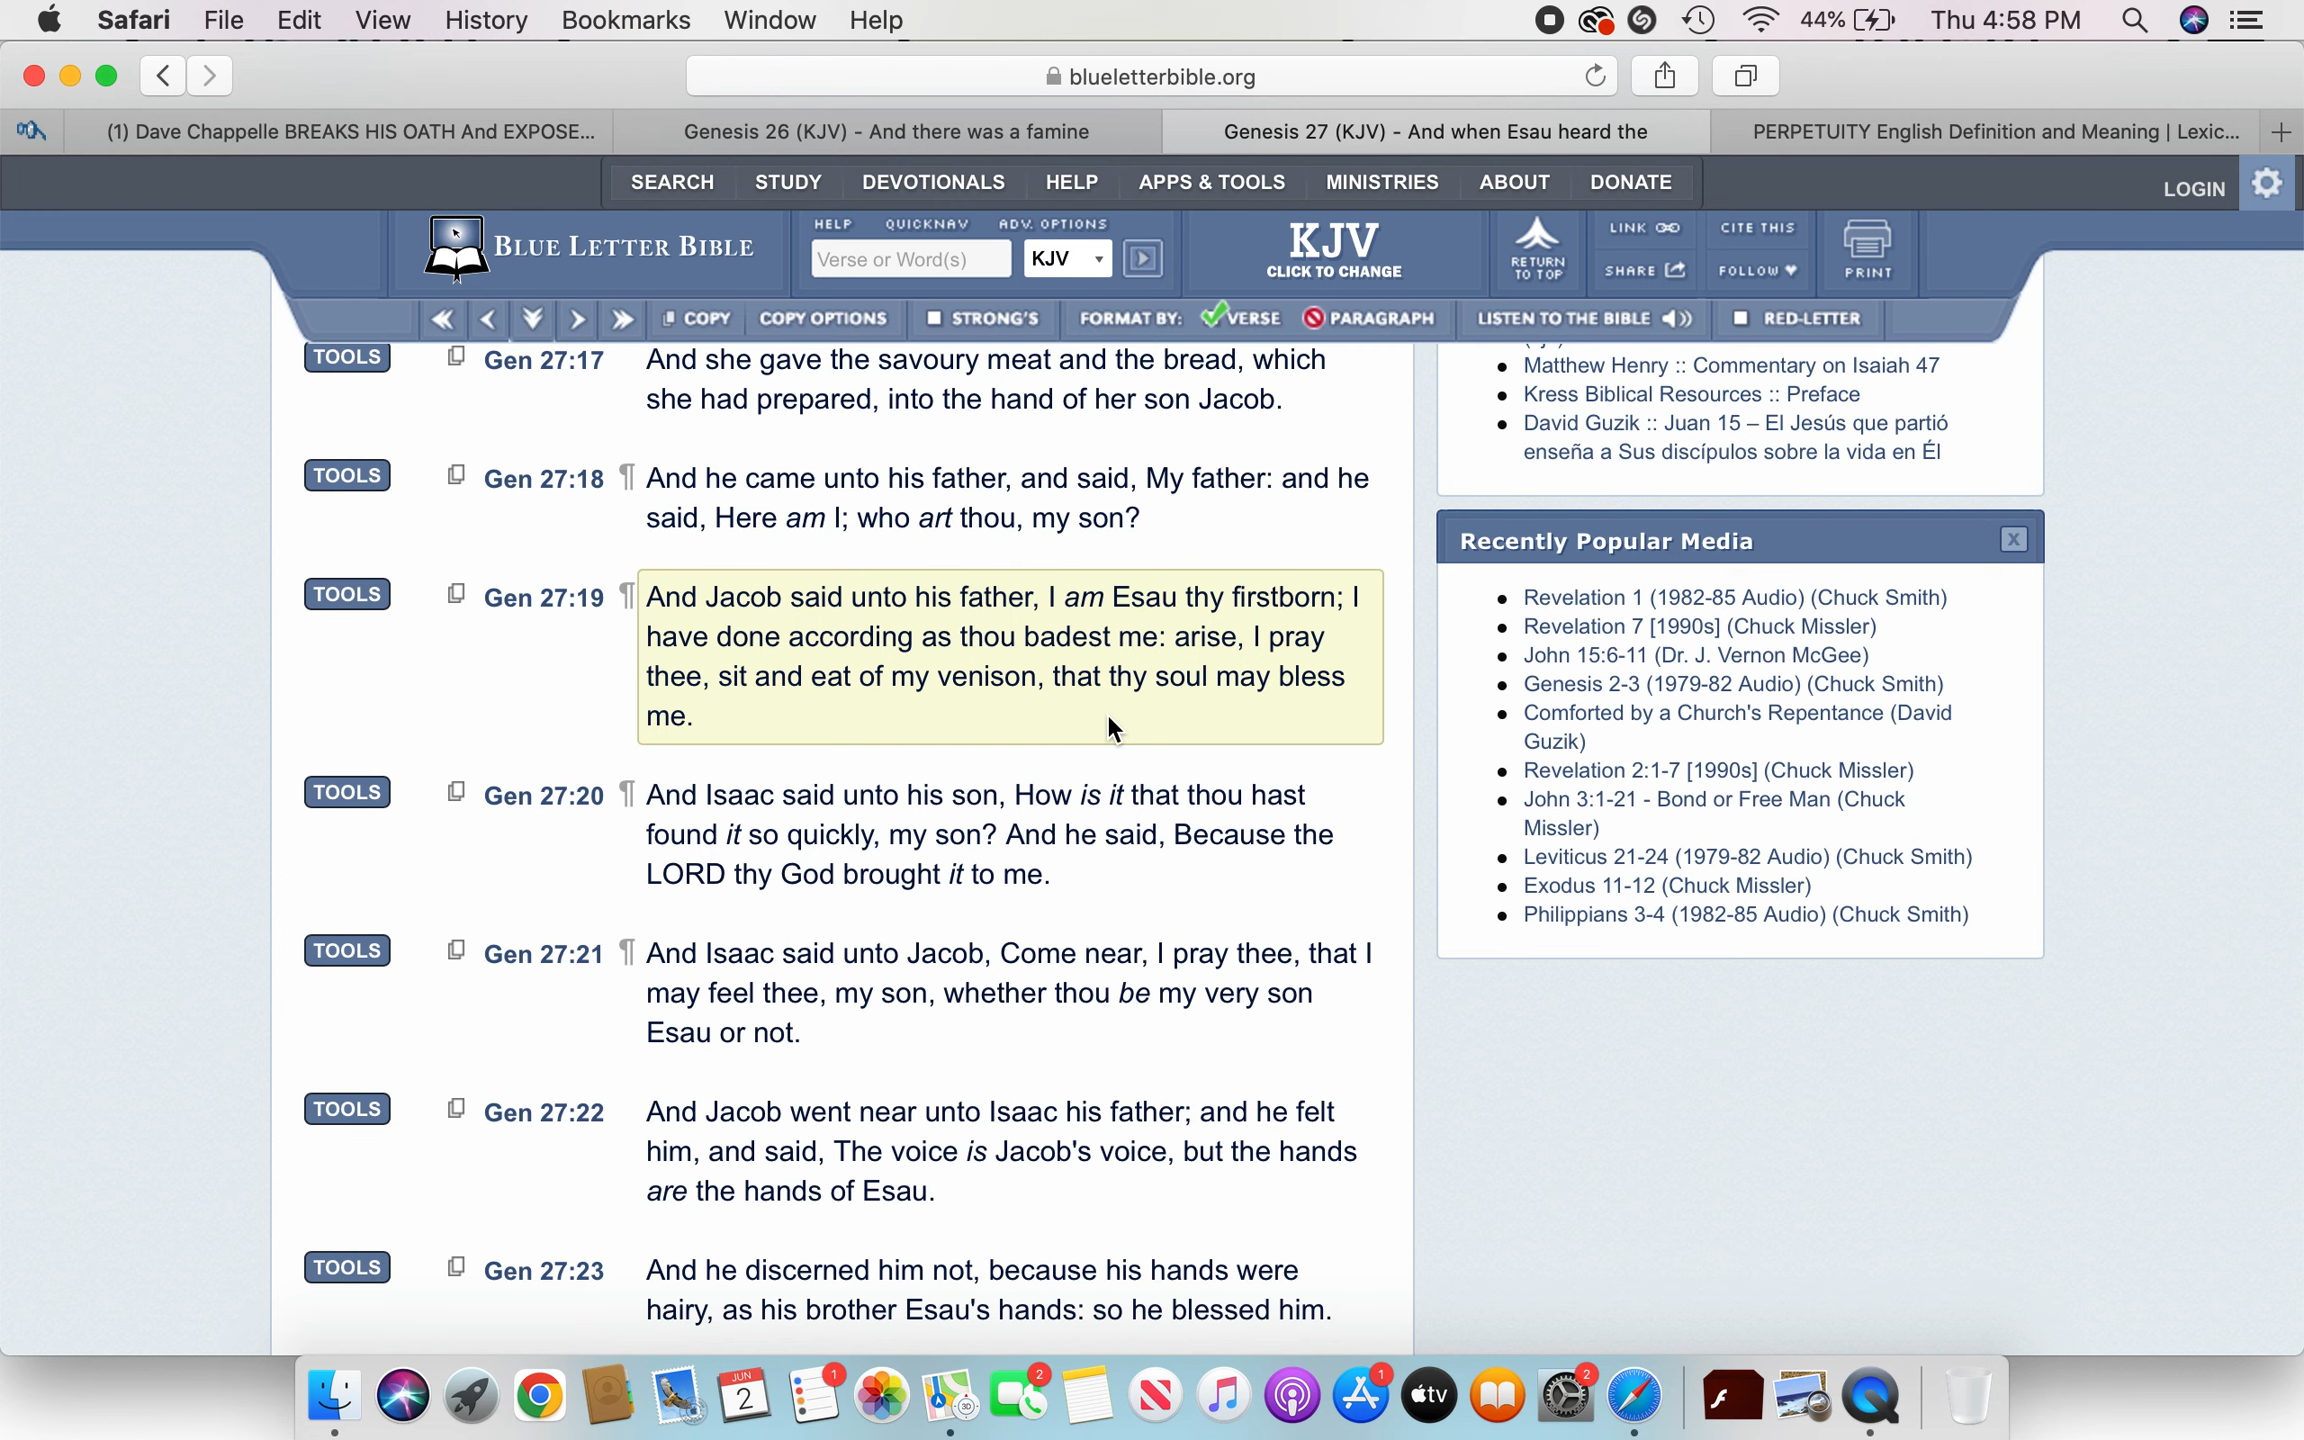 Safari File Edit View History Bookmarks Window Help 44% Thu 4:58 PM
blueletterbible.org
(1) Dave Chappelle BREAKS HIS OATH And EXPOSE... Genesis 26 (KJV) - And there was a famine Genesis 27 (KJV) - And when Esau heard the PERPETUITY English Definition and Meaning | Lexic...
SEARCH STUDY DEVOTIONALS HELP APPS & TOOLS MINISTRIES ABOUT DONATE LOGIN
BLUE LETTER BIBLE
HELP QUICKNAV ADV. OPTIONS
Verse or Word(s) KJV
KJV
CLICK TO CHANGE
RETURN
TO TOP
LINK CITE THIS
SHARE FOLLOW
PRINT
COPY COPY OPTIONS STRONG'S FORMAT BY: VERSE PARAGRAPH LISTEN TO THE BIBLE RED-LETTER
TOOLS Gen 27:17 And she gave the savoury meat and the bread, which
she had prepared, into the hand of her son Jacob.
TOOLS Gen 27:18 ¶ And he came unto his father, and said, My father: and he
said, Here am I; who art thou, my son?
TOOLS Gen 27:19 ¶ And Jacob said unto his father, I am Esau thy firstborn; I
have done according as thou badest me: arise, I pray
thee, sit and eat of my venison, that thy soul may bless
me.
TOOLS Gen 27:20 ¶ And Isaac said unto his son, How is it that thou hast
found it so quickly, my son? And he said, Because the
LORD thy God brought it to me.
TOOLS Gen 27:21 ¶ And Isaac said unto Jacob, Come near, I pray thee, that I
may feel thee, my son, whether thou be my very son
Esau or not.
TOOLS Gen 27:22 And Jacob went near unto Isaac his father; and he felt
him, and said, The voice is Jacob's voice, but the hands
are the hands of Esau.
TOOLS Gen 27:23 And he discerned him not, because his hands were
hairy, as his brother Esau's hands: so he blessed him.
Matthew Henry :: Commentary on Isaiah 47
Kress Biblical Resources :: Preface
David Guzik :: Juan 15 – El Jesús que partió
enseña a Sus discípulos sobre la vida en Él
Recently Popular Media x
Revelation 1 (1982-85 Audio) (Chuck Smith)
Revelation 7 [1990s] (Chuck Missler)
John 15:6-11 (Dr. J. Vernon McGee)
Genesis 2-3 (1979-82 Audio) (Chuck Smith)
Comforted by a Church's Repentance (David
Guzik)
Revelation 2:1-7 [1990s] (Chuck Missler)
John 3:1-21 - Bond or Free Man (Chuck
Missler)
Leviticus 21-24 (1979-82 Audio) (Chuck Smith)
Exodus 11-12 (Chuck Missler)
Philippians 3-4 (1982-85 Audio) (Chuck Smith)
JUN
2
1
3D
2
1
tv
2